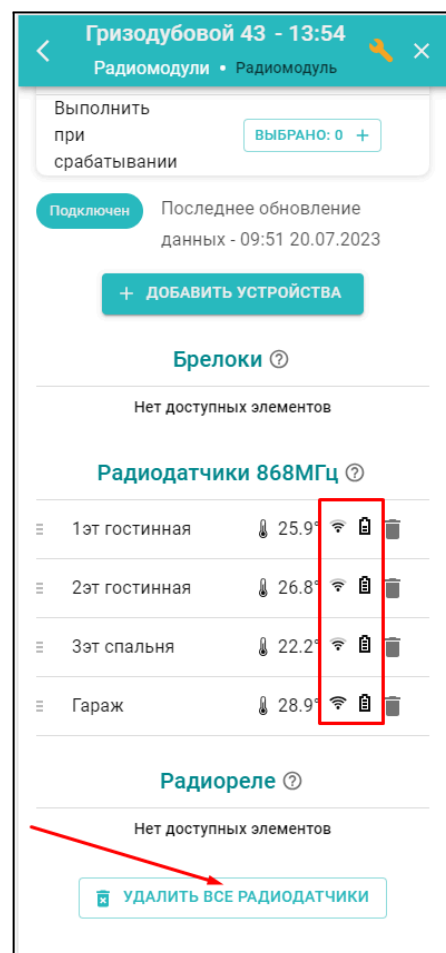 Гризодубовой 43 - 13:54
Радиомодули • Радиомодуль
Выполнить
при
срабатывании
ВЫБРАНО: 0 +
Подключен
Последнее обновление
данных - 09:51 20.07.2023
+ ДОБАВИТЬ УСТРОЙСТВА
Брелоки ?
Нет доступных элементов
Радиодатчики 868МГц ?
1эт гостинная 25.9°
2эт гостинная 26.8°
3эт спальня 22.2°
Гараж 28.9°
Радиореле ?
Нет доступных элементов
УДАЛИТЬ ВСЕ РАДИОДАТЧИКИ